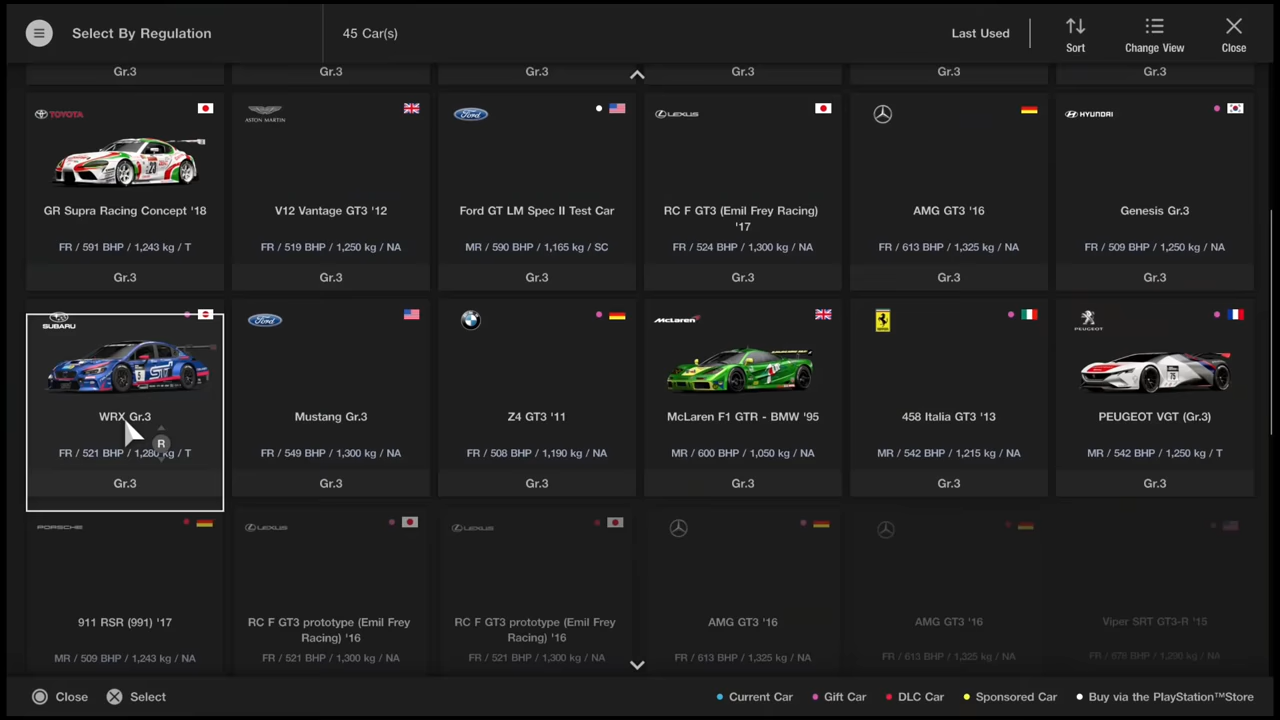 Select By Regulation
45 Car(s)
Last Used
Sort
Change View
Close
Gr.3
Gr.3
Gr.3
Gr.3
Gr.3
Gr.3
TOYOTA
ASTON MARTIN
Ford
LEXUS
HYUNDAI
GR Supra Racing Concept '18
V12 Vantage GT3 '12
Ford GT LM Spec II Test Car
RC F GT3 (Emil Frey Racing)
'17
AMG GT3 '16
Genesis Gr.3
FR / 591 BHP / 1,243 kg / T
FR / 519 BHP / 1,250 kg / NA
MR / 590 BHP / 1,165 kg / SC
FR / 524 BHP / 1,300 kg / NA
FR / 613 BHP / 1,325 kg / NA
FR / 509 BHP / 1,250 kg / NA
Gr.3
Gr.3
Gr.3
Gr.3
Gr.3
Gr.3
SUBARU
Ford
McLaren
PEUGEOT
WRX Gr.3
Mustang Gr.3
Z4 GT3 '11
McLaren F1 GTR - BMW '95
458 Italia GT3 '13
PEUGEOT VGT (Gr.3)
R
FR / 521 BHP / 1,280 kg / T
FR / 549 BHP / 1,300 kg / NA
FR / 508 BHP / 1,190 kg / NA
MR / 600 BHP / 1,050 kg / NA
MR / 542 BHP / 1,215 kg / NA
MR / 542 BHP / 1,250 kg / T
Gr.3
Gr.3
Gr.3
Gr.3
Gr.3
Gr.3
PORSCHE
LEXUS
LEXUS
911 RSR (991) '17
RC F GT3 prototype (Emil Frey
Racing) '16
RC F GT3 prototype (Emil Frey
Racing) '16
AMG GT3 '16
AMG GT3 '16
Viper SRT GT3-R '15
MR / 509 BHP / 1,243 kg / NA
FR / 521 BHP / 1,300 kg / NA
FR / 521 BHP / 1,300 kg / NA
FR / 613 BHP / 1,325 kg / NA
FR / 613 BHP / 1,325 kg / NA
FR / 678 BHP / 1,290 kg / NA
Close
Select
Current Car
Gift Car
DLC Car
Sponsored Car
Buy via the PlayStation™Store